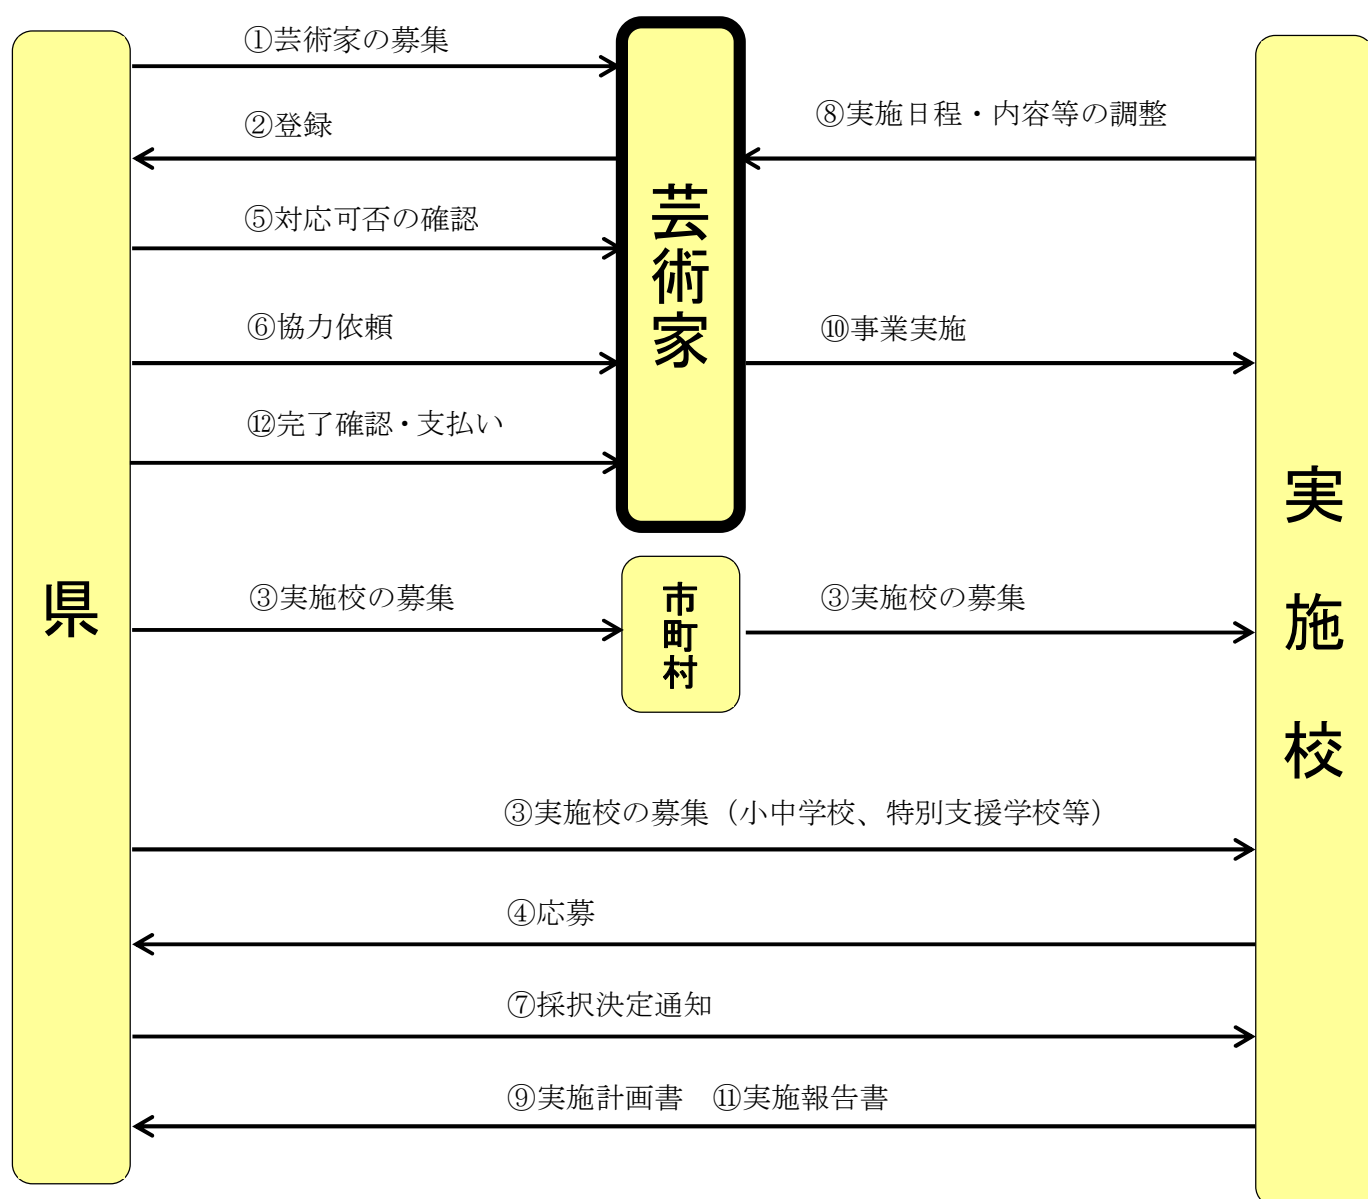 ①芸術家の募集
②登録
⑧実施日程・内容等の調整
⑤対応可否の確認
芸術家
⑥協力依頼
⑩事業実施
⑫完了確認・支払い
県
③実施校の募集
市町村
③実施校の募集
実施校
③実施校の募集（小中学校、特別支援学校等）
④応募
⑦採択決定通知
⑨実施計画書　⑪実施報告書